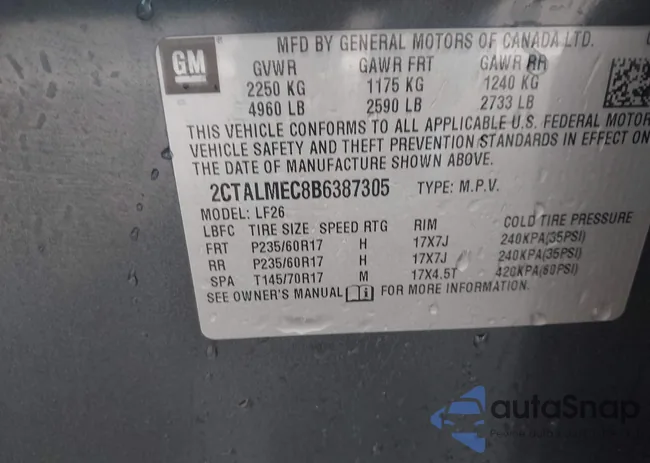 GM
MFD BY GENERAL MOTORS OF CANADA LTD.
GVWR GAWR FRT GAWR RR
2250 KG 1175 KG 1240 KG
4960 LB 2590 LB 2733 LB
THIS VEHICLE CONFORMS TO ALL APPLICABLE U.S. FEDERAL MOTOR
VEHICLE SAFETY AND THEFT PREVENTION STANDARDS IN EFFECT ON
THE DATE OF MANUFACTURE SHOWN ABOVE.
2CTALMEC8B6387305 TYPE: M.P.V.
MODEL: LF26
LBFC TIRE SIZE SPEED RTG RIM COLD TIRE PRESSURE
FRT P235/60R17 H 17X7J 240KPA(35PSI)
RR P235/60R17 H 17X7J 240KPA(35PSI)
SPA T145/70R17 M 17X4.5T 420KPA(60PSI)
SEE OWNER'S MANUAL FOR MORE INFORMATION.
autoSnap